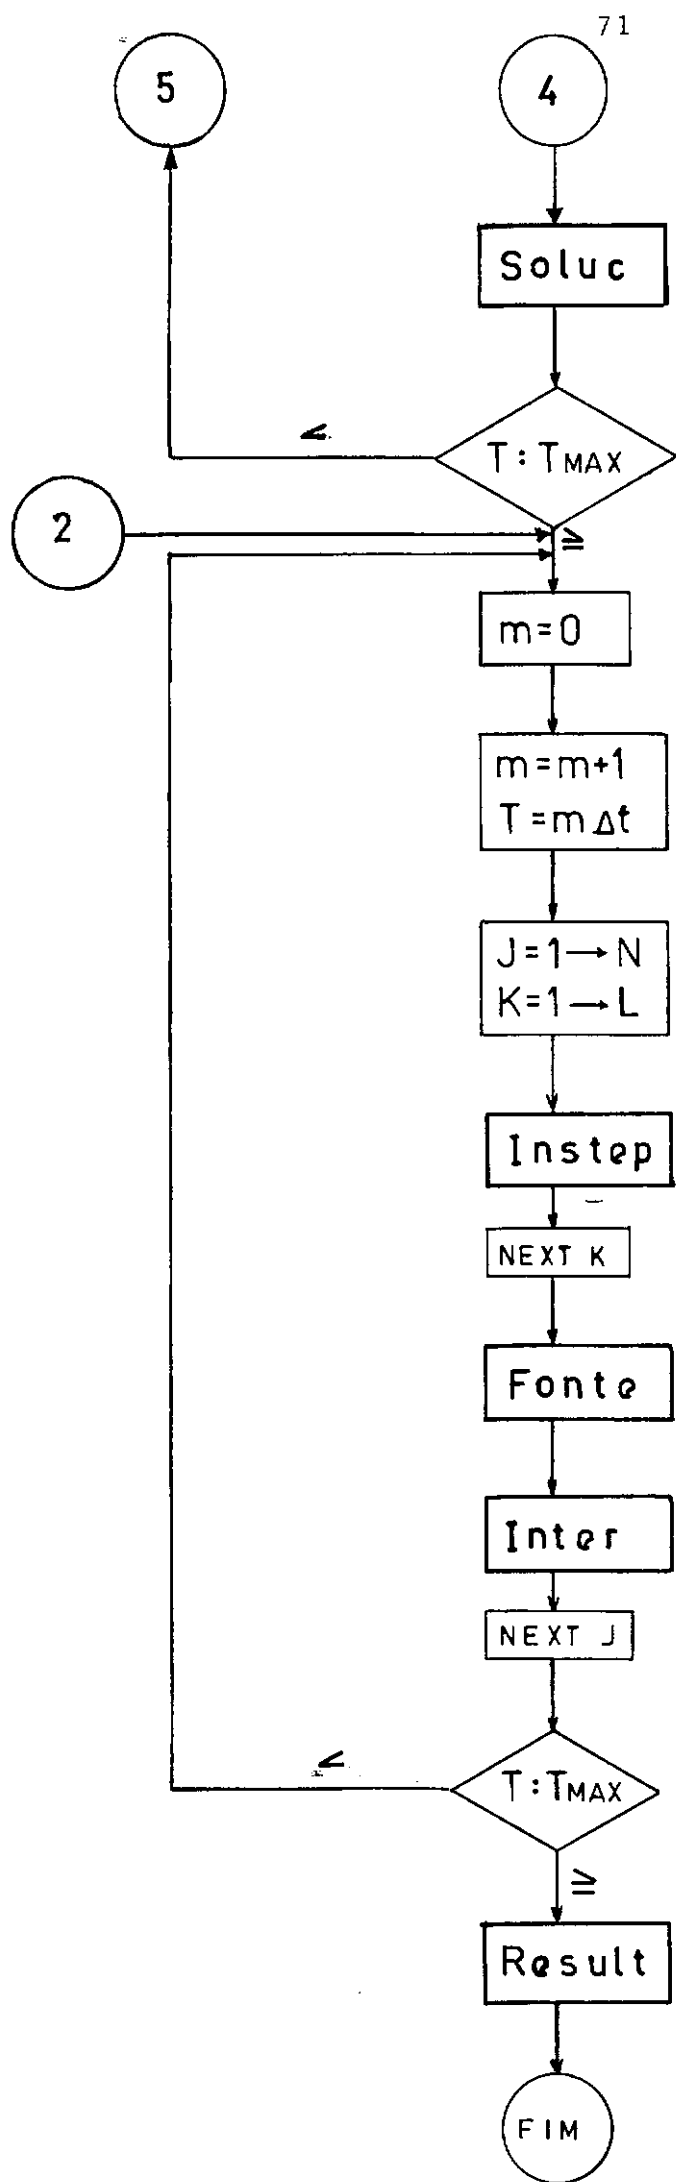 71
5
4
Soluc
<
T : TMAX
2
≥
m = 0
m = m+1
T = m Δt
J = 1 → N
K = 1 → L
Instep
NEXT K
Fonte
Inter
NEXT J
<
T : TMAX
≥
Result
FIM